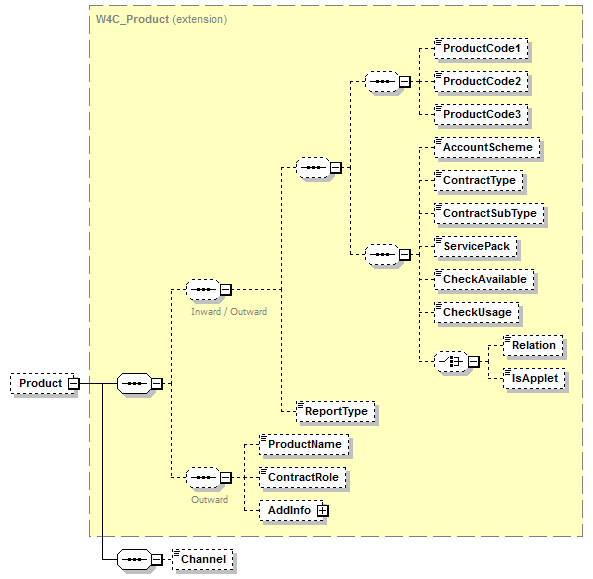 W4C_Product (extension)
ProductCode1
ProductCode2
ProductCode3
AccountScheme
ContractType
ContractSubType
ServicePack
CheckAvailable
CheckUsage
Inward / Outward
Relation
IsApplet
Product
ReportType
ProductName
ContractRole
Outward
AddInfo
Channel